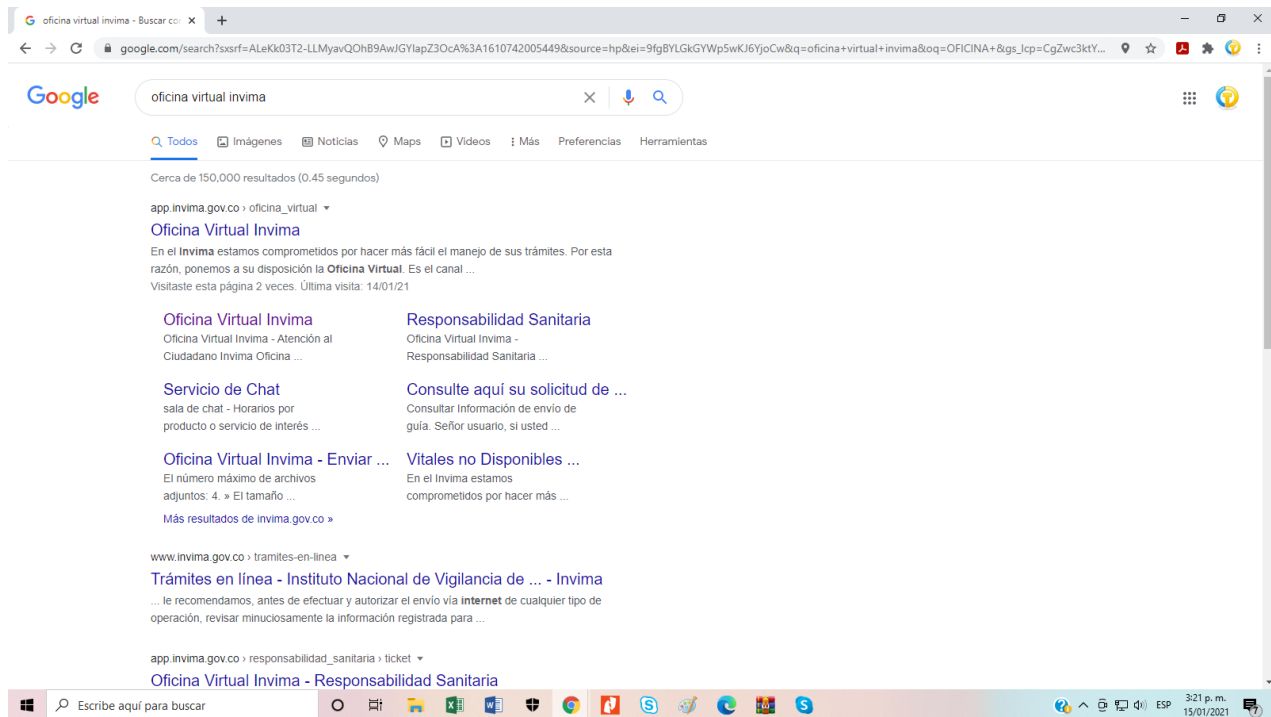 oficina virtual invima - Buscar co
google.com/search?sxsrf=ALeKk03T2-LLMyavQOhB9AwJGYlapZ3OcA%3A1610742005449&source=hp&ei=9fgBYLGkGYWp5wKJ6YjoCw&q=oficina+virtual+invima&oq=OFICINA+&gs_lcp=CgZwc3ktY...
Google
oficina virtual invima
Todos Imágenes Noticias Maps Videos Más Preferencias Herramientas
Cerca de 150,000 resultados (0.45 segundos)
app.invima.gov.co › oficina_virtual
Oficina Virtual Invima
En el Invima estamos comprometidos por hacer más fácil el manejo de sus trámites. Por esta
razón, ponemos a su disposición la Oficina Virtual. Es el canal ...
Visitaste esta página 2 veces. Última visita: 14/01/21
Oficina Virtual Invima
Oficina Virtual Invima - Atención al
Ciudadano Invima Oficina ...
Responsabilidad Sanitaria
Oficina Virtual Invima -
Responsabilidad Sanitaria ...
Servicio de Chat
sala de chat - Horarios por
producto o servicio de interés ...
Consulte aquí su solicitud de ...
Consultar Información de envío de
guía. Señor usuario, si usted ...
Oficina Virtual Invima - Enviar ...
El número máximo de archivos
adjuntos: 4. » El tamaño ...
Vitales no Disponibles ...
En el Invima estamos
comprometidos por hacer más ...
Más resultados de invima.gov.co »
www.invima.gov.co › tramites-en-linea
Trámites en línea - Instituto Nacional de Vigilancia de ... - Invima
... le recomendamos, antes de efectuar y autorizar el envío vía internet de cualquier tipo de
operación, revisar minuciosamente la información registrada para ...
app.invima.gov.co › responsabilidad_sanitaria › ticket
Oficina Virtual Invima - Responsabilidad Sanitaria
Escribe aquí para buscar
ESP
3:21 p. m.
15/01/2021
7